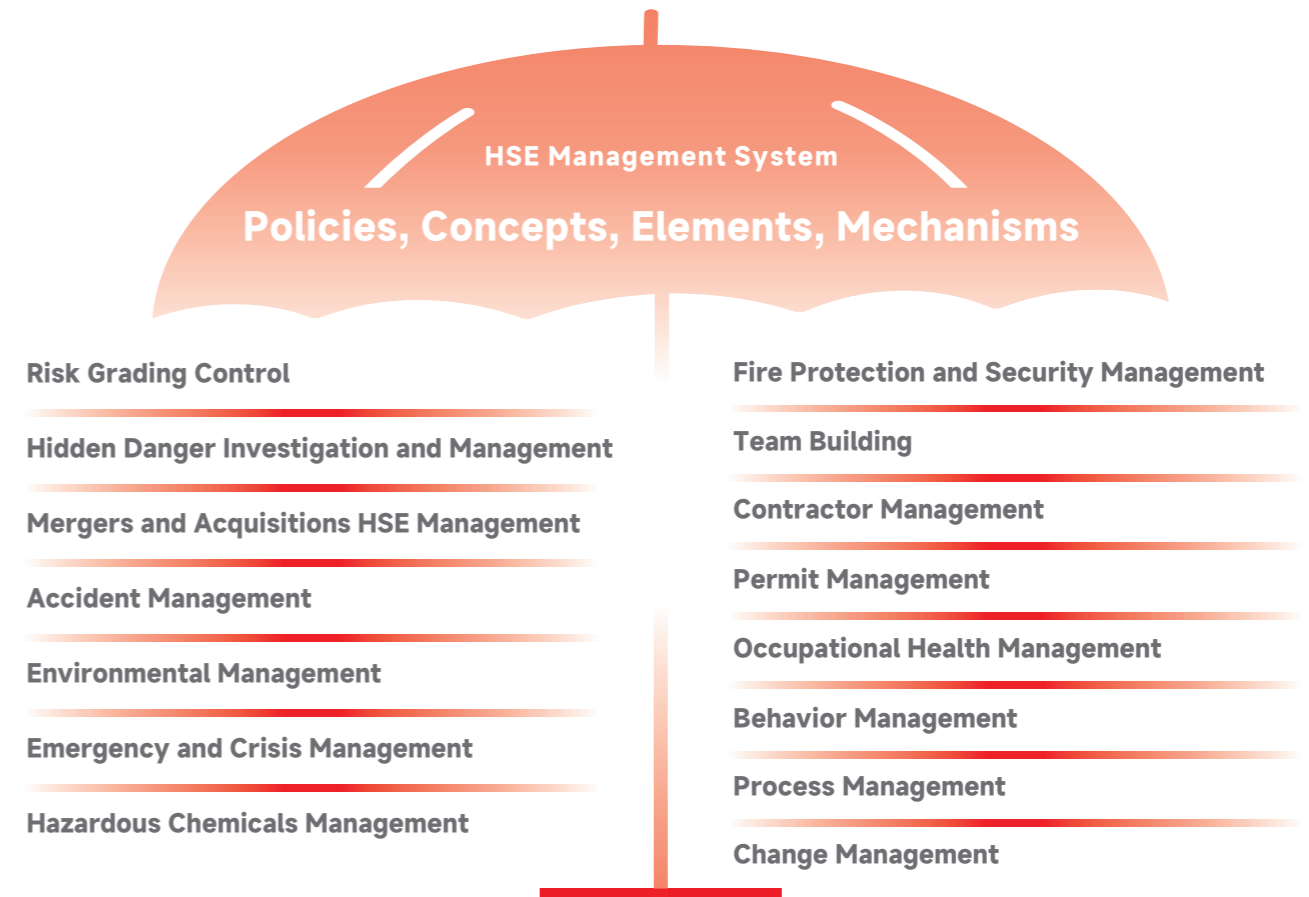 HSE Management System
Policies, Concepts, Elements, Mechanisms
Risk Grading Control
Hidden Danger Investigation and Management
Mergers and Acquisitions HSE Management
Accident Management
Environmental Management
Emergency and Crisis Management
Hazardous Chemicals Management
Fire Protection and Security Management
Team Building
Contractor Management
Permit Management
Occupational Health Management
Behavior Management
Process Management
Change Management